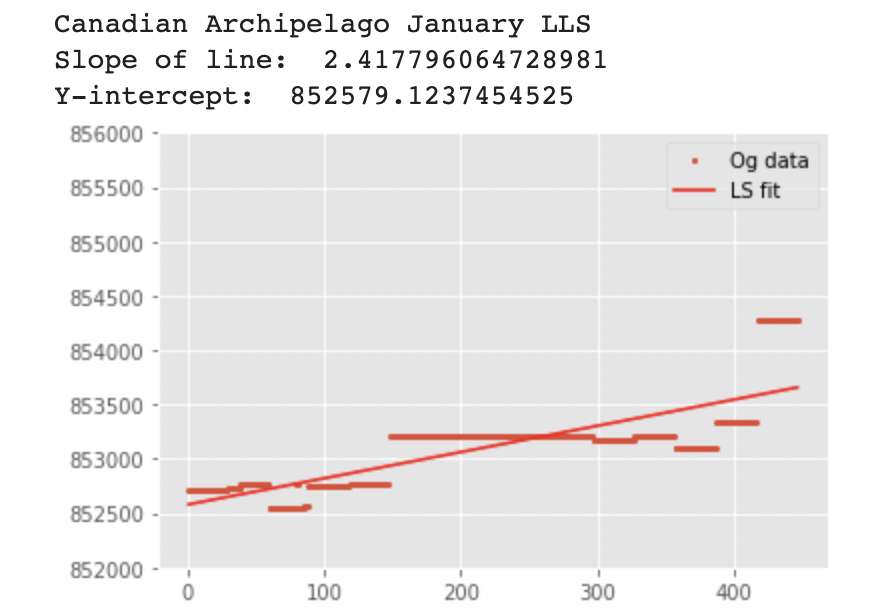 Canadian Archipelago January LLS
Slope of line:  2.417796064728981
Y-intercept:  852579.1237454525
856000
855500
855000
854500
854000
853500
853000
852500
852000
Og data
LS fit
0 100 200 300 400